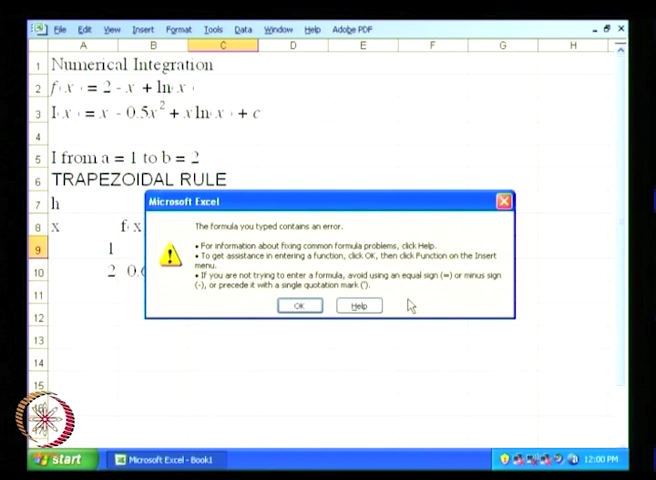 File Edit View Insert Format Tools Data Window Help Adobe PDF
A B C D E F G H
1 Numerical Integration
2 f(x) = 2 - x + ln(x)
3 I(x) = x - 0.5x² + x ln(x) + c
4
5 I from a = 1 to b = 2
6 TRAPEZOIDAL RULE
7 h
8 x f(x
9 1
10 2 0.6
11
12
13
14
15
Microsoft Excel
The formula you typed contains an error.
• For information about fixing common formula problems, click Help.
• To get assistance in entering a function, click OK, then click Function on the Insert
menu.
• If you are not trying to enter a formula, avoid using an equal sign (=) or minus sign
(-), or precede it with a single quotation mark (').
OK Help
start Microsoft Excel - Book1 12:00 PM